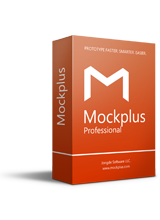 PROTOTYPE FASTER, SMARTER, EASIER
Mockplus
Professional
Jongde Software LLC
www.mockplus.com
Mockplus